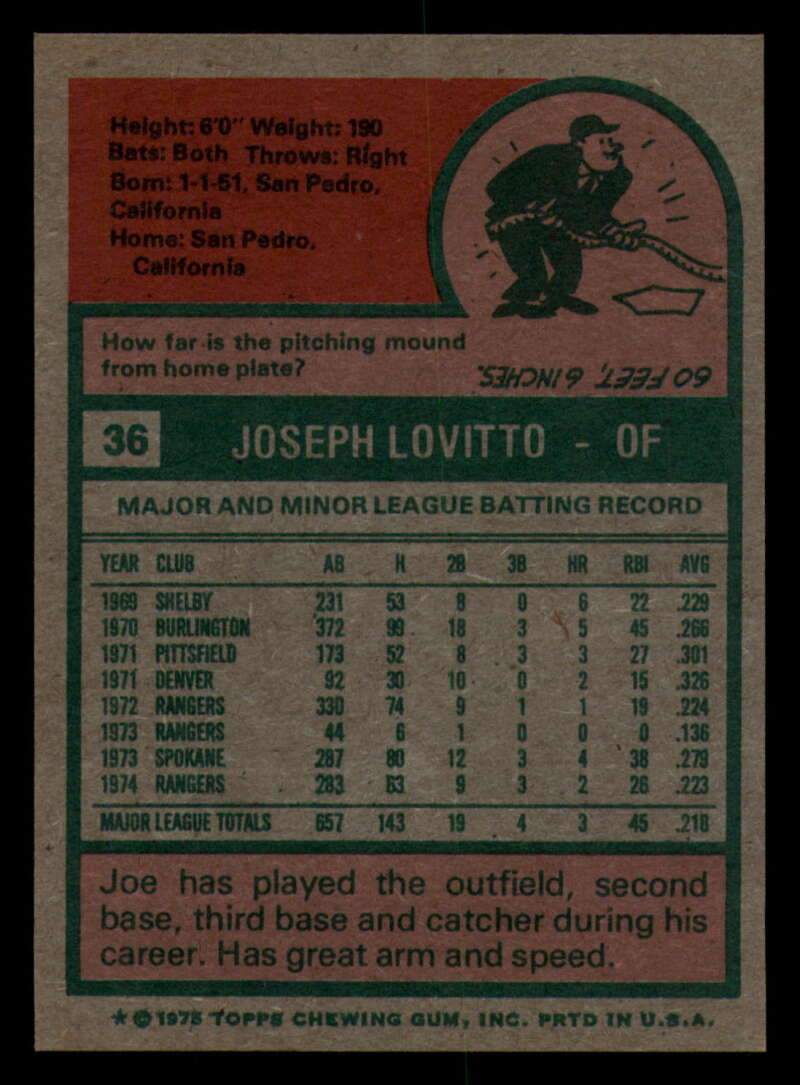 Height: 6'0" Weight: 190
Bats: Both Throws: Right
Born: 1-1-51, San Pedro,
California
Home: San Pedro,
California
How far is the pitching mound
from home plate?
60 FEET, 6 INCHES.
36 JOSEPH LOVITTO - OF
MAJOR AND MINOR LEAGUE BATTING RECORD
YEAR CLUB AB H 2B 3B HR RBI AVG
1969 SHELBY 231 53 8 0 6 22 .229
1970 BURLINGTON 372 99 18 3 5 45 .266
1971 PITTSFIELD 173 52 8 3 3 27 .301
1971 DENVER 92 30 10 0 2 15 .326
1972 RANGERS 330 74 9 1 1 19 .224
1973 RANGERS 44 6 1 0 0 0 .136
1973 SPOKANE 287 80 12 3 4 38 .279
1974 RANGERS 283 63 9 3 2 26 .223
MAJOR LEAGUE TOTALS 657 143 19 4 3 45 .218
Joe has played the outfield, second
base, third base and catcher during his
career. Has great arm and speed.
★ © 1975 TOPPS CHEWING GUM, INC. PRTD IN U.S.A.